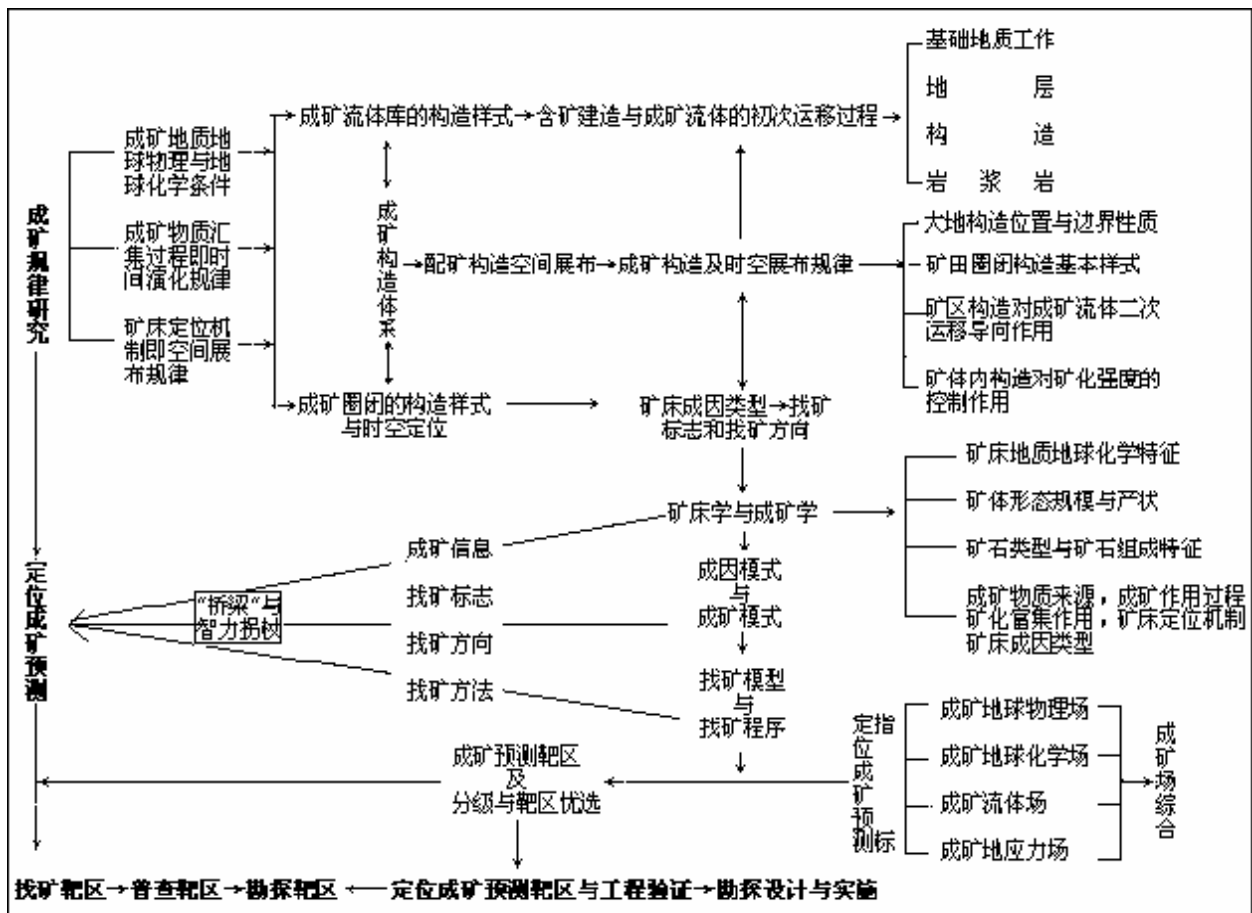 基础地质工作
地 层
构 造
岩 浆 岩
成矿流体库的构造样式→含矿建造与成矿流体的初次运移过程
成矿地质地
球物理与地
球化学条件
成矿规律研究
成矿物质汇
集过程即时
间演化规律
矿床定位机
制即空间展
布规律
成矿构造体系
配矿构造空间展布→成矿构造及时空展布规律
大地构造位置与边界性质
矿田圈闭构造基本样式
矿区构造对成矿流体二次
运移导向作用
矿体内构造对矿化强度的
控制作用
成矿圈闭的构造样式
与时空定位
矿床成因类型→找矿
标志和找矿方向
矿床学与成矿学
矿床地质地球化学特征
矿体形态规模与产状
矿石类型与矿石组成特征
成矿物质来源，成矿作用过程
矿化富集作用，矿床定位机制
矿床成因类型
成矿信息
找矿标志
找矿方向
找矿方法
“桥梁”与
智力拐杖
定位成矿预测
成因模式
与
成矿模式
找矿模型
与
找矿程序
成矿预测靶区
及
分级与靶区优选
定位成矿预测
指标
成矿地球物理场
成矿地球化学场
成矿流体场
成矿地应力场
成矿场综合
找矿靶区→普查靶区→勘探靶区←定位成矿预测靶区与工程验证→勘探设计与实施